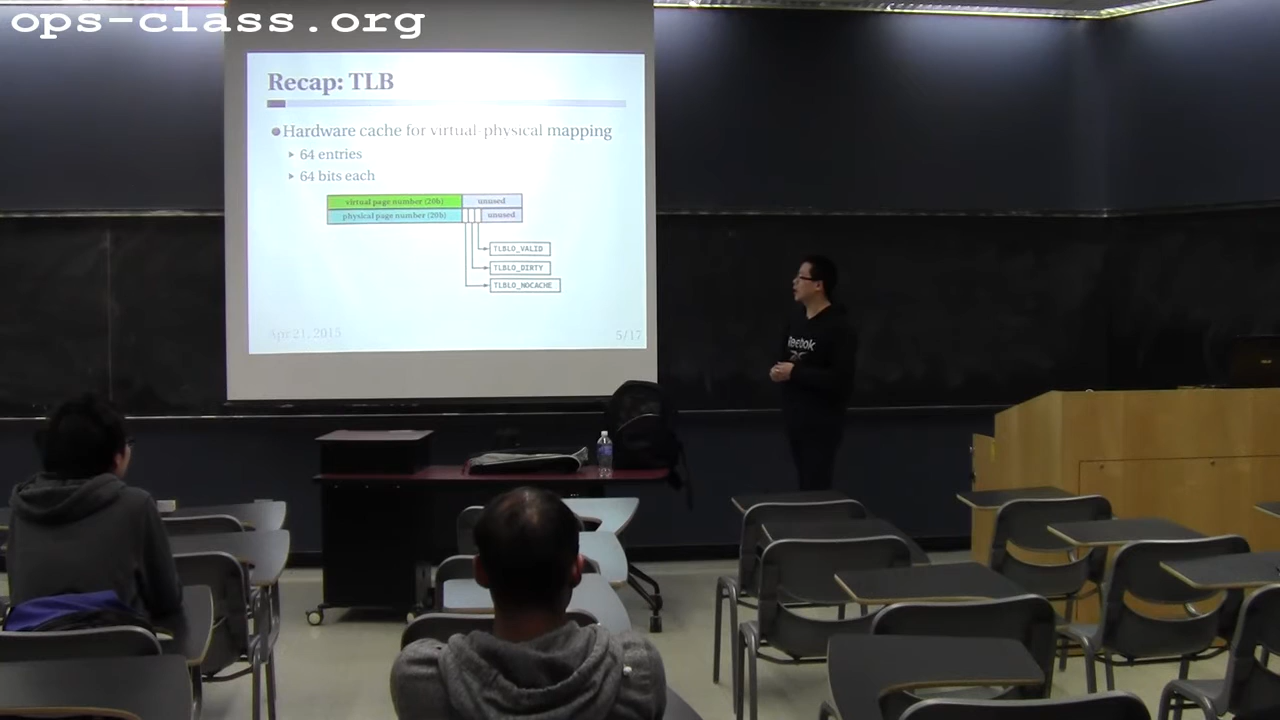 ops-class.org
Recap: TLB
Hardware cache for virtual-physical mapping
64 entries
64 bits each
virtual page number (20b) unused
physical page number (20b) unused
TLBLO_VALID
TLBLO_DIRTY
TLBLO_NOCACHE
Apr 21, 2015 5/17
Reebok